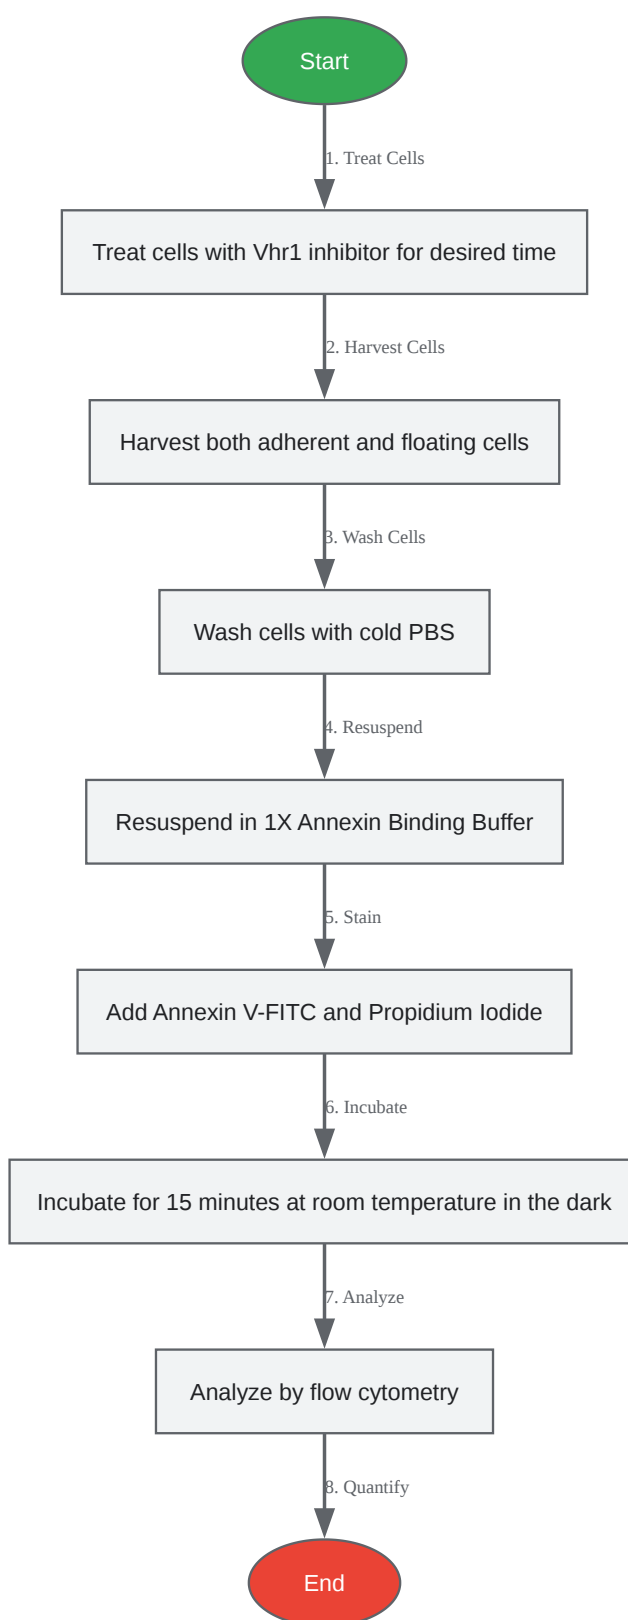 Start
1. Treat Cells
Treat cells with Vhr1 inhibitor for desired time
2. Harvest Cells
Harvest both adherent and floating cells
3. Wash Cells
Wash cells with cold PBS
4. Resuspend
Resuspend in 1X Annexin Binding Buffer
5. Stain
Add Annexin V-FITC and Propidium Iodide
6. Incubate
Incubate for 15 minutes at room temperature in the dark
7. Analyze
Analyze by flow cytometry
8. Quantify
End